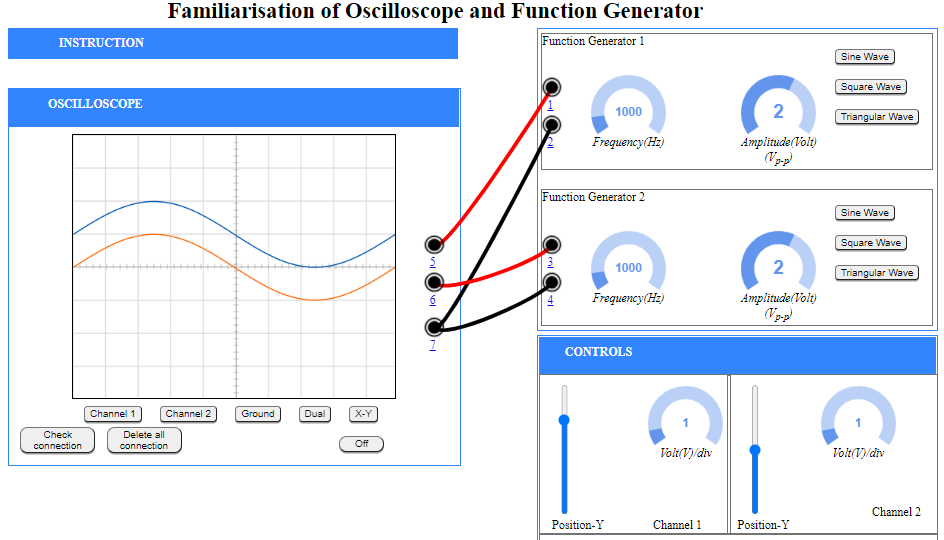 Familiarisation of Oscilloscope and Function Generator
INSTRUCTION
OSCILLOSCOPE
Channel 1
Channel 2
Ground
Dual
X-Y
Check
connection
Delete all
connection
Off
5
6
7
Function Generator 1
1
2
1000
Frequency(Hz)
2
Amplitude(Volt)
(Vp-p)
Sine Wave
Square Wave
Triangular Wave
Function Generator 2
3
4
1000
Frequency(Hz)
2
Amplitude(Volt)
(Vp-p)
Sine Wave
Square Wave
Triangular Wave
CONTROLS
1
Volt(V)/div
Position-Y
Channel 1
1
Volt(V)/div
Position-Y
Channel 2